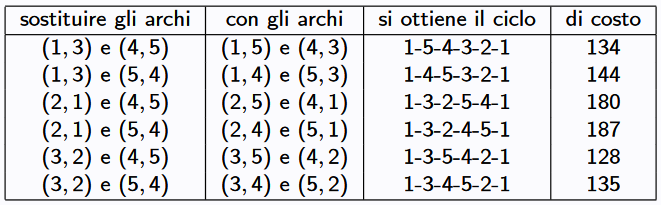 sostituire gli archi con gli archi si ottiene il ciclo di costo
(1, 3) e (4, 5) (1, 5) e (4, 3) 1-5-4-3-2-1 134
(1, 3) e (5, 4) (1, 4) e (5, 3) 1-4-5-3-2-1 144
(2, 1) e (4, 5) (2, 5) e (4, 1) 1-3-2-5-4-1 180
(2, 1) e (5, 4) (2, 4) e (5, 1) 1-3-2-4-5-1 187
(3, 2) e (4, 5) (3, 5) e (4, 2) 1-3-5-4-2-1 128
(3, 2) e (5, 4) (3, 4) e (5, 2) 1-3-4-5-2-1 135